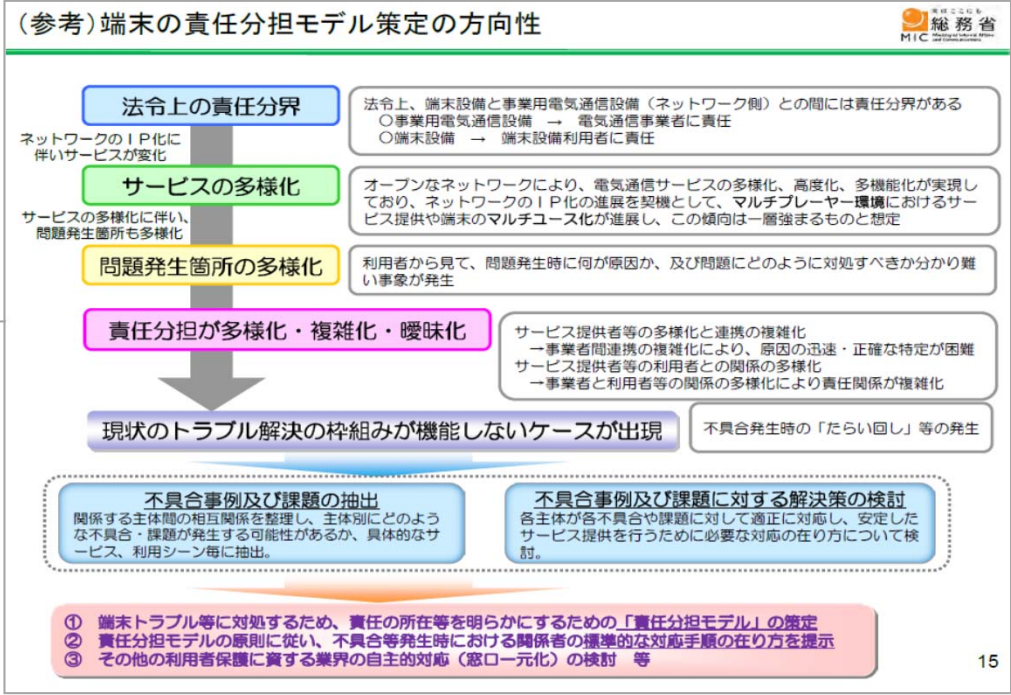 （参考）端末の責任分担モデル策定の方向性
総務省
MIC
法令上の責任分界
法令上、端末設備と事業用電気通信設備（ネットワーク側）との間には責任分界がある
○事業用電気通信設備　→　電気通信事業者に責任
○端末設備　→　端末設備利用者に責任
ネットワークのＩＰ化に
伴いサービスが変化
サービスの多様化
オープンなネットワークにより、電気通信サービスの多様化、高度化、多機能化が実現し
ており、ネットワークのＩＰ化の進展を契機として、マルチプレーヤー環境におけるサー
ビス提供や端末のマルチユース化が進展し、この傾向は一層強まるものと想定
サービスの多様化に伴い、
問題発生箇所も多様化
問題発生箇所の多様化
利用者から見て、問題発生時に何が原因か、及び問題にどのように対処すべきか分かり難
い事象が発生
責任分担が多様化・複雑化・曖昧化
サービス提供者等の多様化と連携の複雑化
→事業者間連携の複雑化により、原因の迅速・正確な特定が困難
サービス提供者等の利用者との関係の多様化
→事業者と利用者等の関係の多様化により責任関係が複雑化
現状のトラブル解決の枠組みが機能しないケースが出現
不具合発生時の「たらい回し」等の発生
不具合事例及び課題の抽出
関係する主体間の相互関係を整理し、主体別にどのよう
な不具合・課題が発生する可能性があるか、具体的なサ
ービス、利用シーン毎に抽出。
不具合事例及び課題に対する解決策の検討
各主体が各不具合や課題に対して適正に対応し、安定した
サービス提供を行うために必要な対応の在り方について検
討。
①　端末トラブル等に対処するため、責任の所在等を明らかにするための「責任分担モデル」の策定
②　責任分担モデルの原則に従い、不具合等発生時における関係者の標準的な対応手順の在り方を提示
③　その他の利用者保護に資する業界の自主的対応（窓口一元化）の検討　等
15